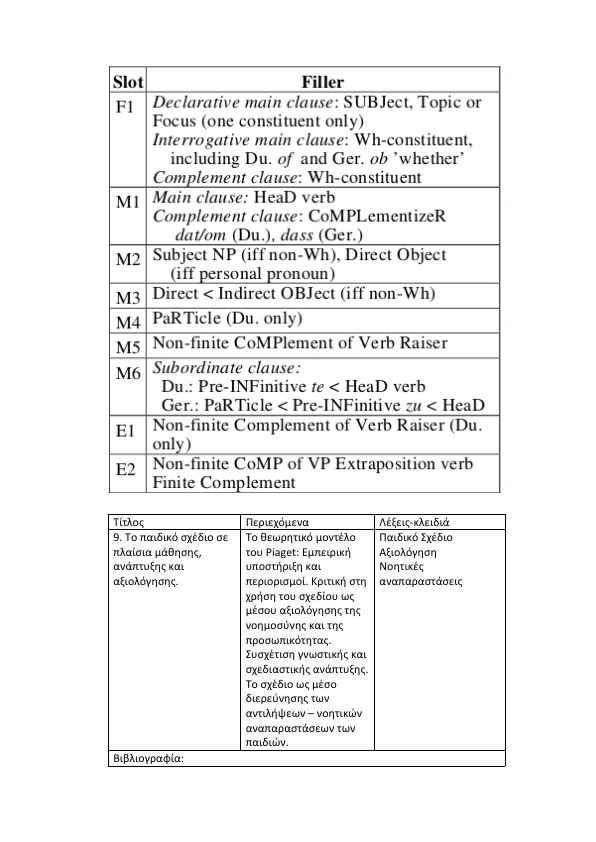 Slot Filler
F1 Declarative main clause: SUBJect, Topic or
Focus (one constituent only)
Interrogative main clause: Wh-constituent,
including Du. of and Ger. ob ’whether’
Complement clause: Wh-constituent
M1 Main clause: HeaD verb
Complement clause: CoMPLementizeR
dat/om (Du.), dass (Ger.)
M2 Subject NP (iff non-Wh), Direct Object
(iff personal pronoun)
M3 Direct < Indirect OBJect (iff non-Wh)
M4 PaRTicle (Du. only)
M5 Non-finite CoMPlement of Verb Raiser
M6 Subordinate clause:
Du.: Pre-INFinitive te < HeaD verb
Ger.: PaRTicle < Pre-INFinitive zu < HeaD
E1 Non-finite Complement of Verb Raiser (Du.
only)
E2 Non-finite CoMP of VP Extraposition verb
Finite Complement
Τίτλος Περιεχόμενα Λέξεις-κλειδιά
9. Το παιδικό σχέδιο σε
πλαίσια μάθησης,
ανάπτυξης και
αξιολόγησης.
Το θεωρητικό μοντέλο
του Piaget: Εμπειρική
υποστήριξη και
περιορισμοί. Κριτική στη
χρήση του σχεδίου ως
μέσου αξιολόγησης της
νοημοσύνης και της
προσωπικότητας.
Συσχέτιση γνωστικής και
σχεδιαστικής ανάπτυξης.
Το σχέδιο ως μέσο
διερεύνησης των
αντιλήψεων – νοητικών
αναπαραστάσεων των
παιδιών.
Παιδικό Σχέδιο
Αξιολόγηση
Νοητικές
αναπαραστάσεις
Βιβλιογραφία: